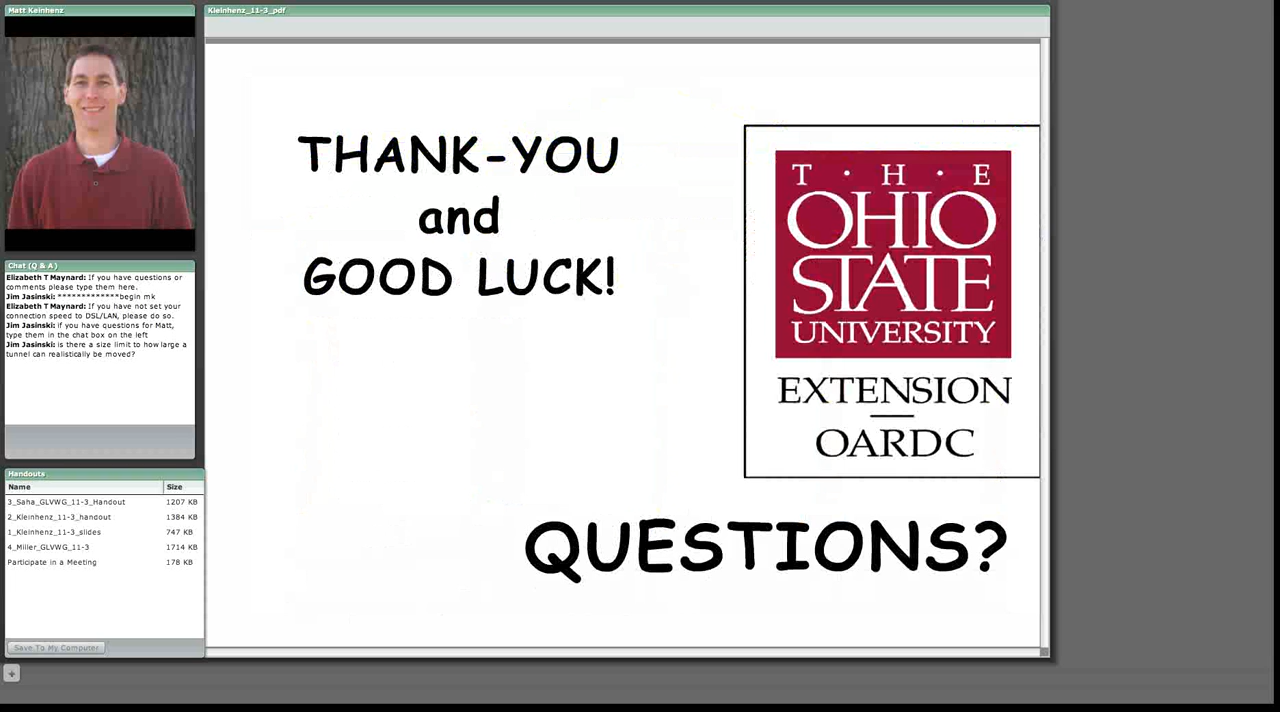 Matt Keinhenz
Kleinhenz_11-3_pdf
THANK-YOU
and
GOOD LUCK!
T · H · E
OHIO
STATE
UNIVERSITY
EXTENSION
OARDC
QUESTIONS?
Chat (Q & A)
Elizabeth T Maynard: If you have questions or
comments please type them here.
Jim Jasinski: *************begin mk
Elizabeth T Maynard: If you have not set your
connection speed to DSL/LAN, please do so.
Jim Jasinski: if you have questions for Matt,
type them in the chat box on the left
Jim Jasinski: is there a size limit to how large a
tunnel can realistically be moved?
Handouts
Name Size
3_Saha_GLVWG_11-3_Handout 1207 KB
2_Kleinhenz_11-3_handout 1384 KB
1_Kleinhenz_11-3_slides 747 KB
4_Miller_GLVWG_11-3 1714 KB
Participate in a Meeting 178 KB
Save To My Computer